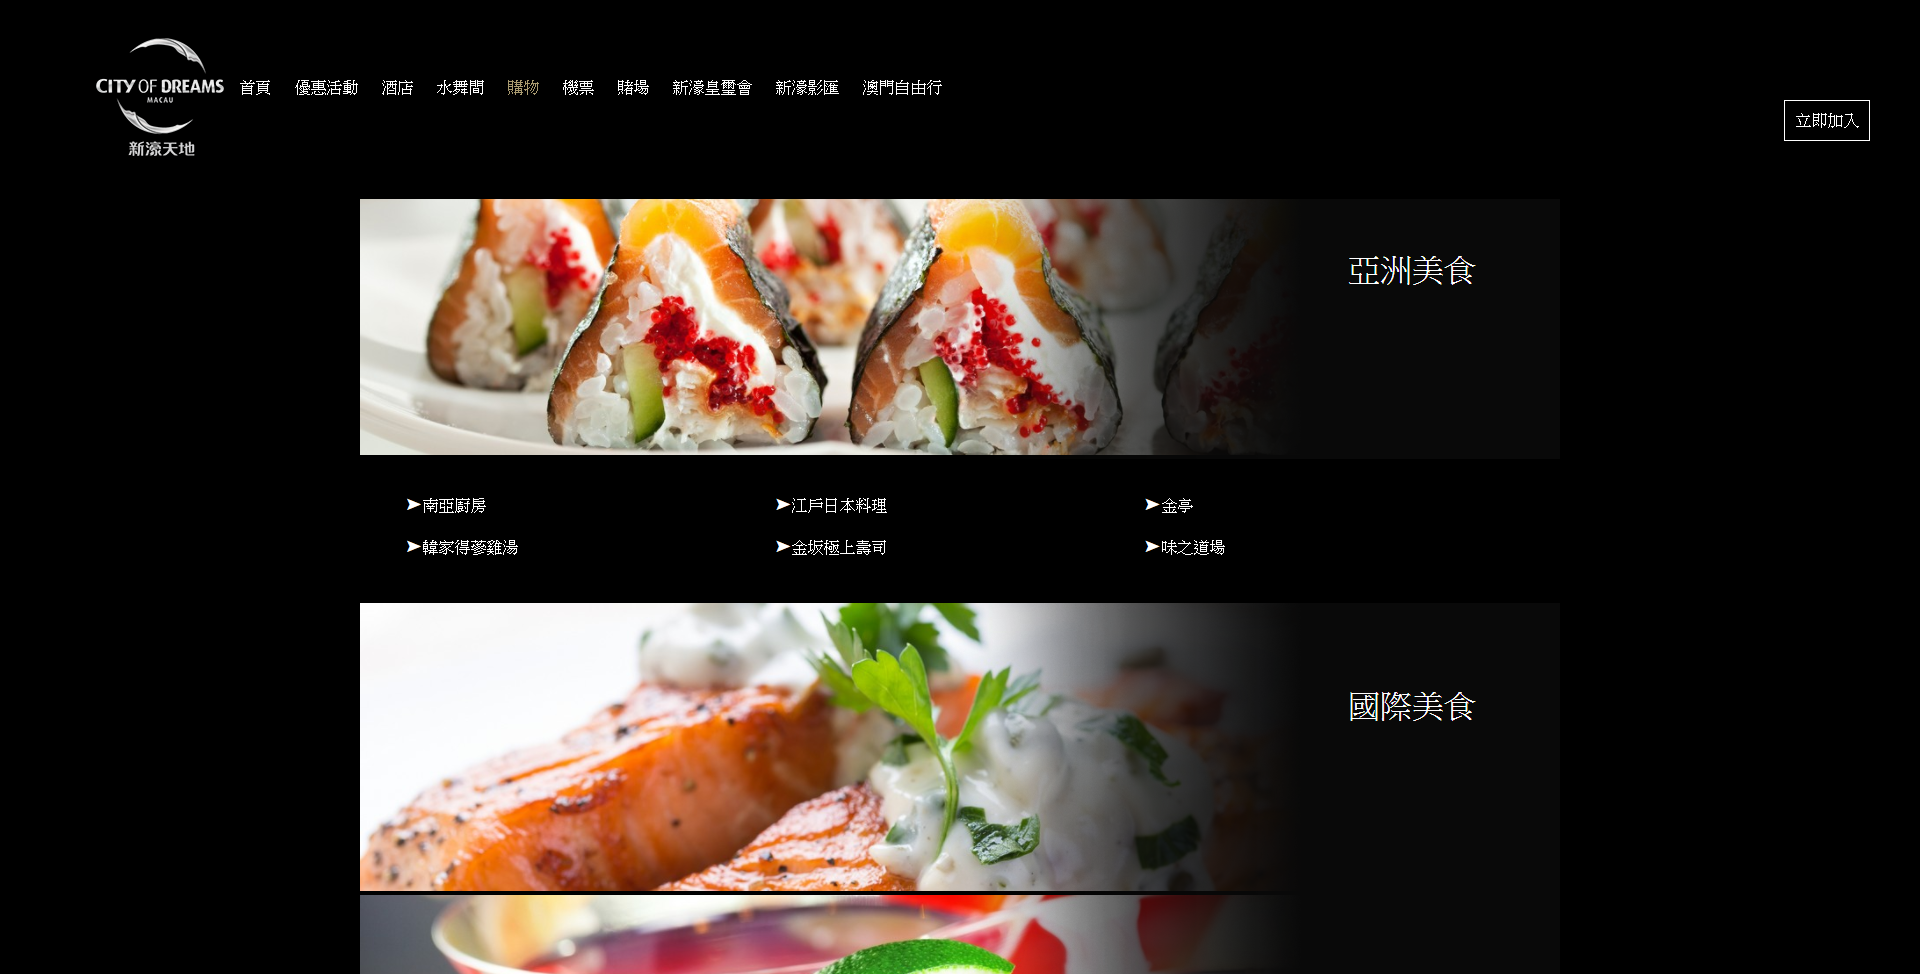 CITY OF DREAMS
MACAU
新濠天地
首頁 優惠活動 酒店 水舞間 購物 機票 賭場 新濠皇璽會 新濠影匯 澳門自由行
立即加入
亞洲美食
➤南亞廚房 ➤江戶日本料理 ➤金亭
➤韓家得蔘雞湯 ➤金坂極上壽司 ➤味之道場
國際美食